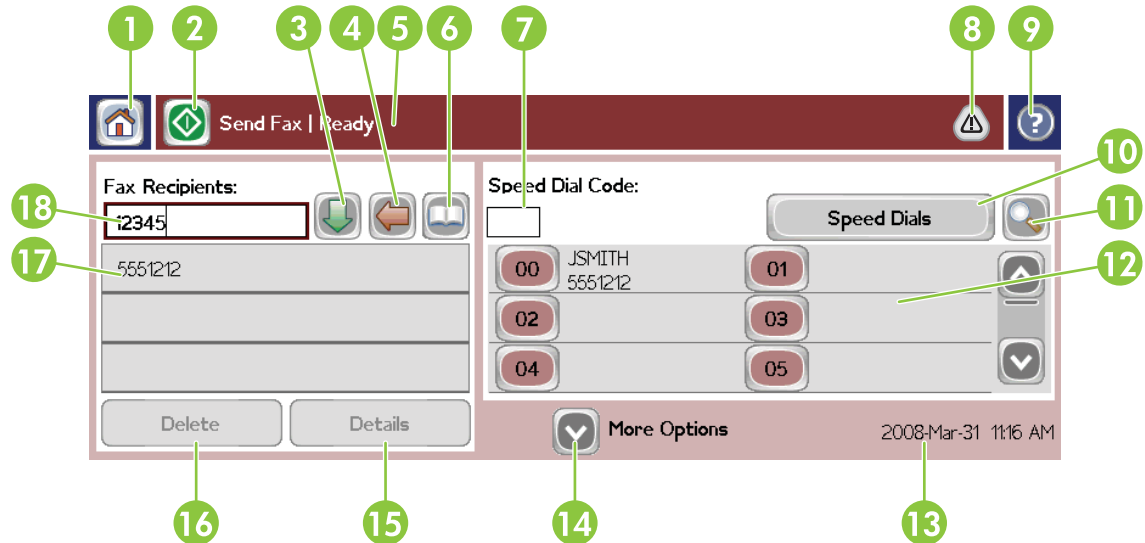 1 2 3 4 5 6 7 8 9
Send Fax | Ready
?
10
Fax Recipients:
Speed Dial Code:
18
12345
Speed Dials
11
17
5551212
00 JSMITH 01
5551212
12
02 03
04 05
Delete Details
More Options
2008-Mar-31 11:16 AM
16 15 14 13